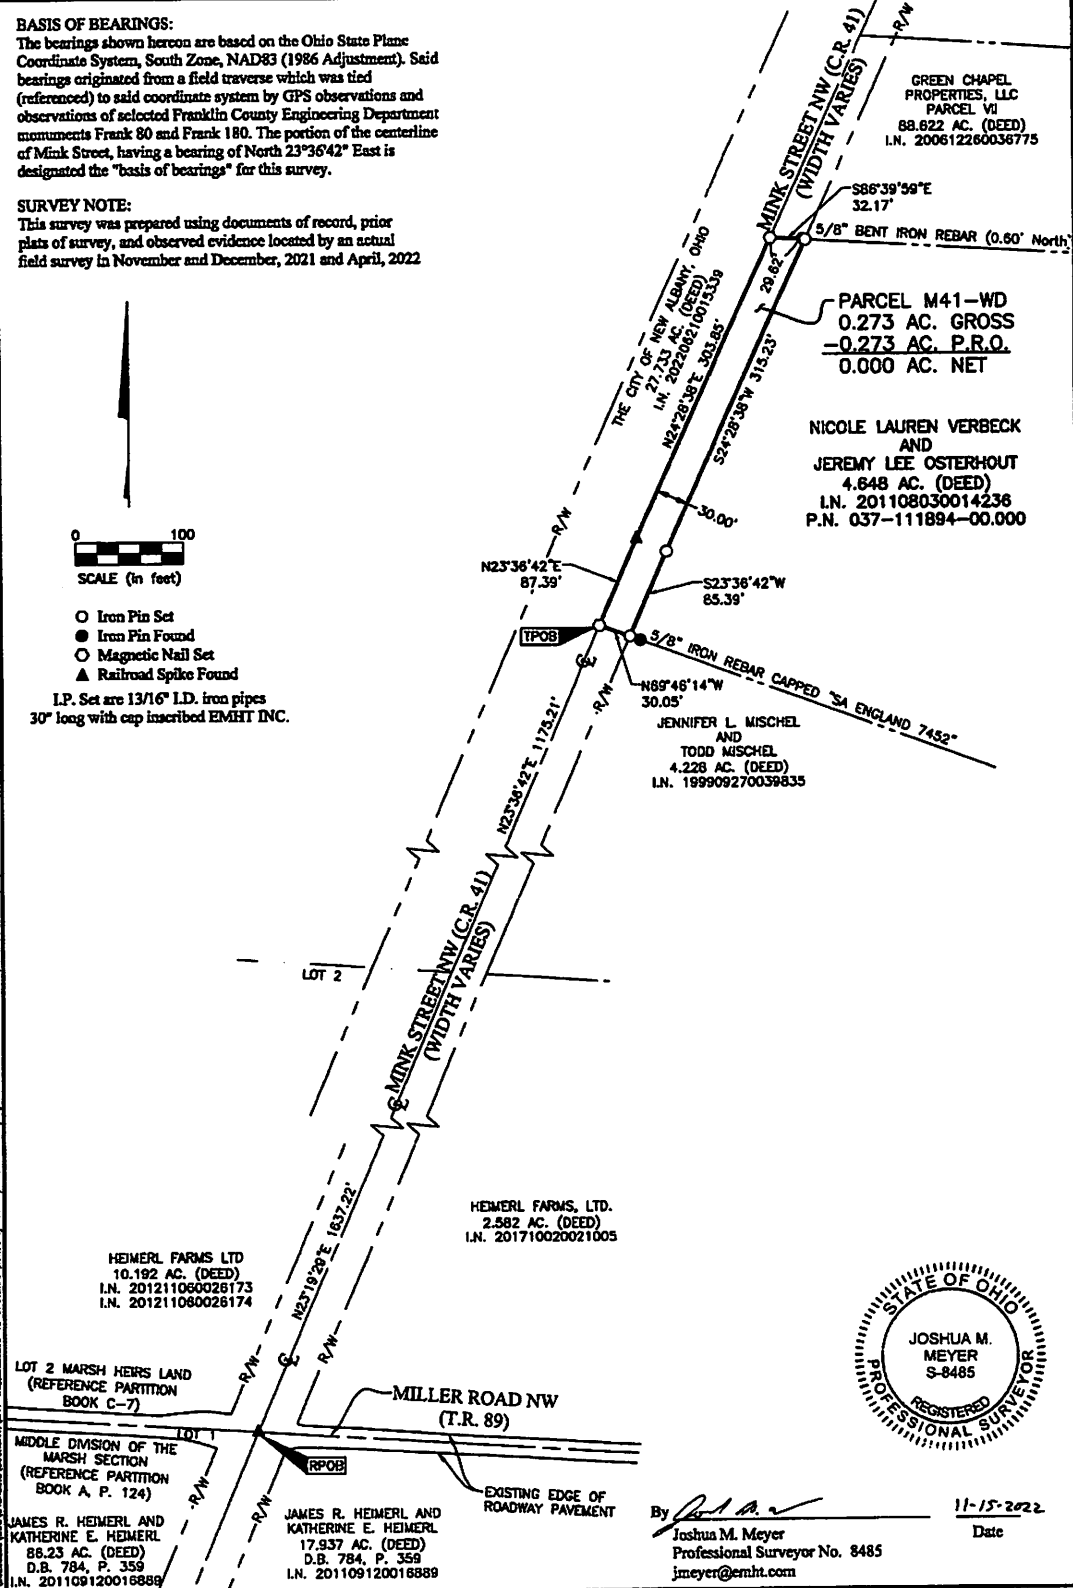 BASIS OF BEARINGS:
The bearings shown hereon are based on the Ohio State Plane
Coordinate System, South Zone, NAD83 (1986 Adjustment). Said
bearings originated from a field traverse which was tied
(referenced) to said coordinate system by GPS observations and
observations of selected Franklin County Engineering Department
monuments Frank 80 and Frank 180. The portion of the centerline
of Mink Street, having a bearing of North 23°36'42" East is
designated the "basis of bearings" for this survey.
SURVEY NOTE:
This survey was prepared using documents of record, prior
plats of survey, and observed evidence located by an actual
field survey in November and December, 2021 and April, 2022
0 100
SCALE (in feet)
Iron Pin Set
Iron Pin Found
Magnetic Nail Set
Railroad Spike Found
I.P. Set are 13/16" I.D. iron pipes
30" long with cap inscribed EMHT INC.
MINK STREET NW (C.R. 41)
(WIDTH VARIES)
R/W
GREEN CHAPEL
PROPERTIES, LLC
PARCEL VII
88.622 AC. (DEED)
I.N. 200612260036775
S86°39'59"E
32.17'
5/8" BENT IRON REBAR (0.60' North)
29.62'
PARCEL M41-WD
0.273 AC. GROSS
-0.273 AC. P.R.O.
0.000 AC. NET
THE CITY OF NEW ALBANY, OHIO
27.733 AC. (DEED)
I.N. 202206210015339
N24°28'38"E 303.85'
S24°28'38"W 315.23'
NICOLE LAUREN VERBECK
AND
JEREMY LEE OSTERHOUT
4.648 AC. (DEED)
I.N. 201108030014236
P.N. 037-111894-00.000
30.00'
R/W
N23°36'42"E
87.39'
S23°36'42"W
85.39'
TPOB
5/8" IRON REBAR CAPPED "SA ENGLAND 7452"
N69°46'14"W
30.05'
R/W
JENNIFER L. MISCHEL
AND
TODD MISCHEL
4.228 AC. (DEED)
I.N. 199909270039835
N23°36'42"E 1175.21'
MINK STREET NW (C.R. 41)
(WIDTH VARIES)
LOT 2
N23°19'29"E 1637.22'
HEIMERL FARMS, LTD.
2.582 AC. (DEED)
I.N. 201710020021005
HEIMERL FARMS LTD
10.192 AC. (DEED)
I.N. 201211060026173
I.N. 201211060026174
R/W
R/W
LOT 2 MARSH HEIRS LAND
(REFERENCE PARTITION
BOOK C-7)
MILLER ROAD NW
(T.R. 89)
LOT 1
MIDDLE DIVISION OF THE
MARSH SECTION
(REFERENCE PARTITION
BOOK A, P. 124)
RPOB
EXISTING EDGE OF
ROADWAY PAVEMENT
R/W
R/W
JAMES R. HEIMERL AND
KATHERINE E. HEIMERL
86.23 AC. (DEED)
D.B. 784, P. 359
I.N. 201109120016889
JAMES R. HEIMERL AND
KATHERINE E. HEIMERL
17.937 AC. (DEED)
D.B. 784, P. 359
I.N. 201109120016889
STATE OF OHIO
JOSHUA M.
MEYER
S-8485
REGISTERED
PROFESSIONAL SURVEYOR
By
11-15-2022
Joshua M. Meyer
Date
Professional Surveyor No. 8485
jmeyer@emht.com